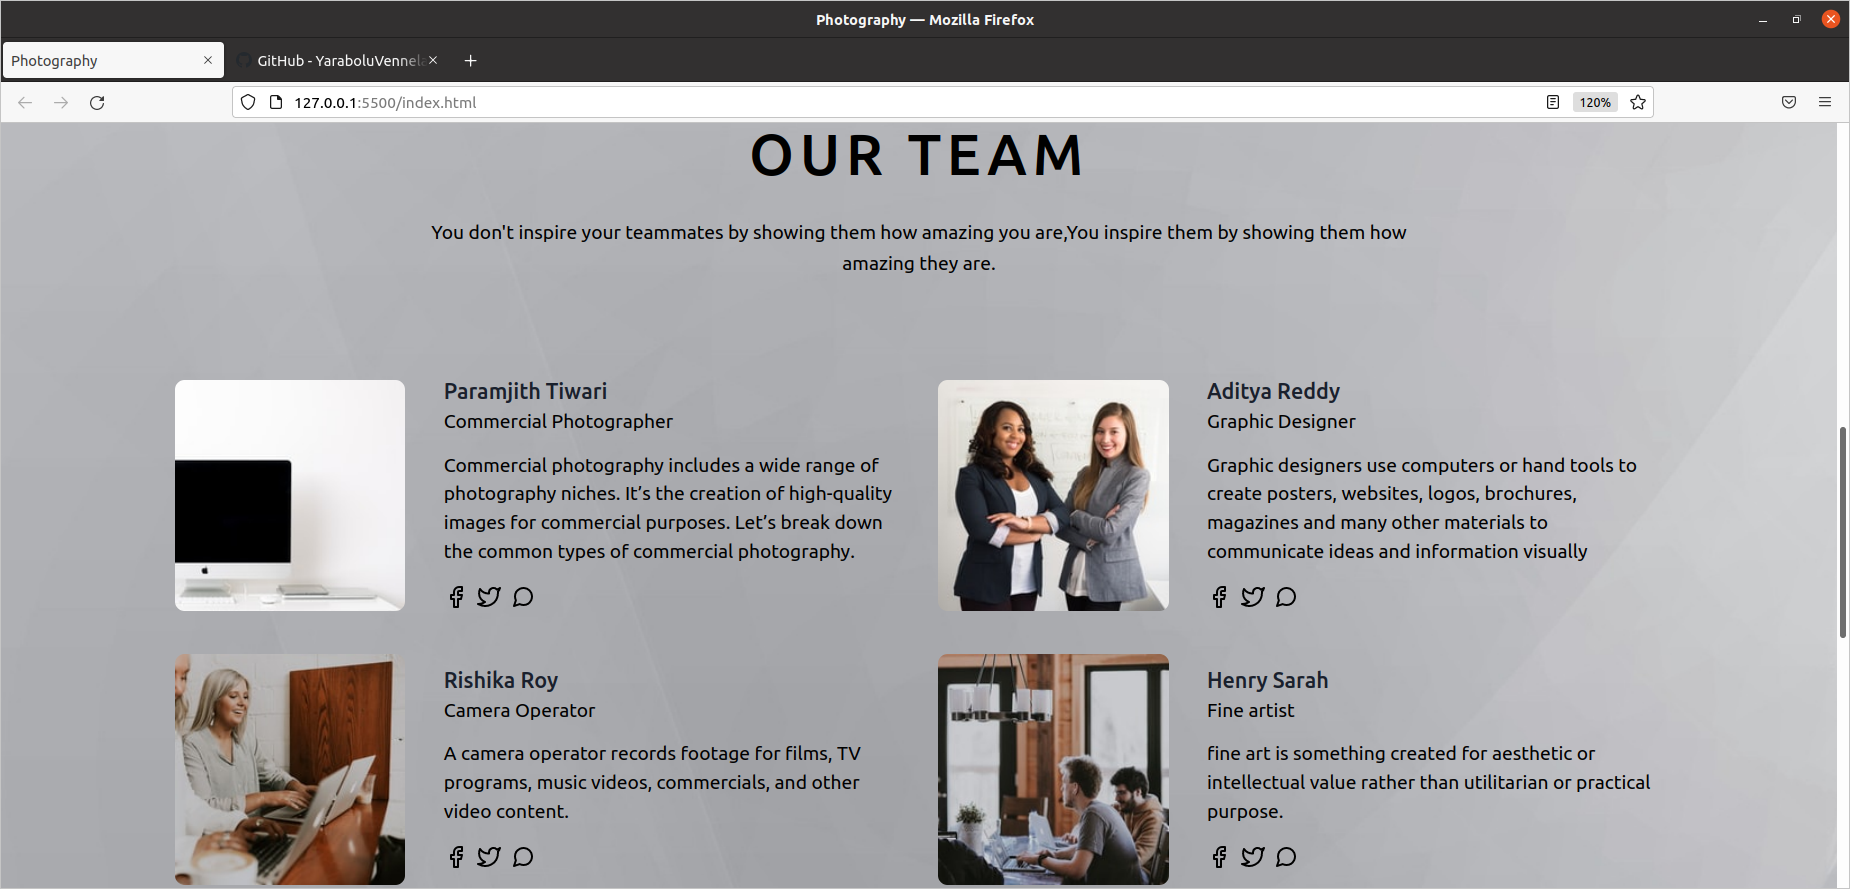 Photography — Mozilla Firefox
Photography
GitHub - YaraboluVennela
127.0.0.1:5500/index.html
120%
OUR TEAM
You don't inspire your teammates by showing them how amazing you are,You inspire them by showing them how
amazing they are.
Paramjith Tiwari
Commercial Photographer
Commercial photography includes a wide range of
photography niches. It’s the creation of high-quality
images for commercial purposes. Let’s break down
the common types of commercial photography.
Aditya Reddy
Graphic Designer
Graphic designers use computers or hand tools to
create posters, websites, logos, brochures,
magazines and many other materials to
communicate ideas and information visually
Rishika Roy
Camera Operator
A camera operator records footage for films, TV
programs, music videos, commercials, and other
video content.
Henry Sarah
Fine artist
fine art is something created for aesthetic or
intellectual value rather than utilitarian or practical
purpose.